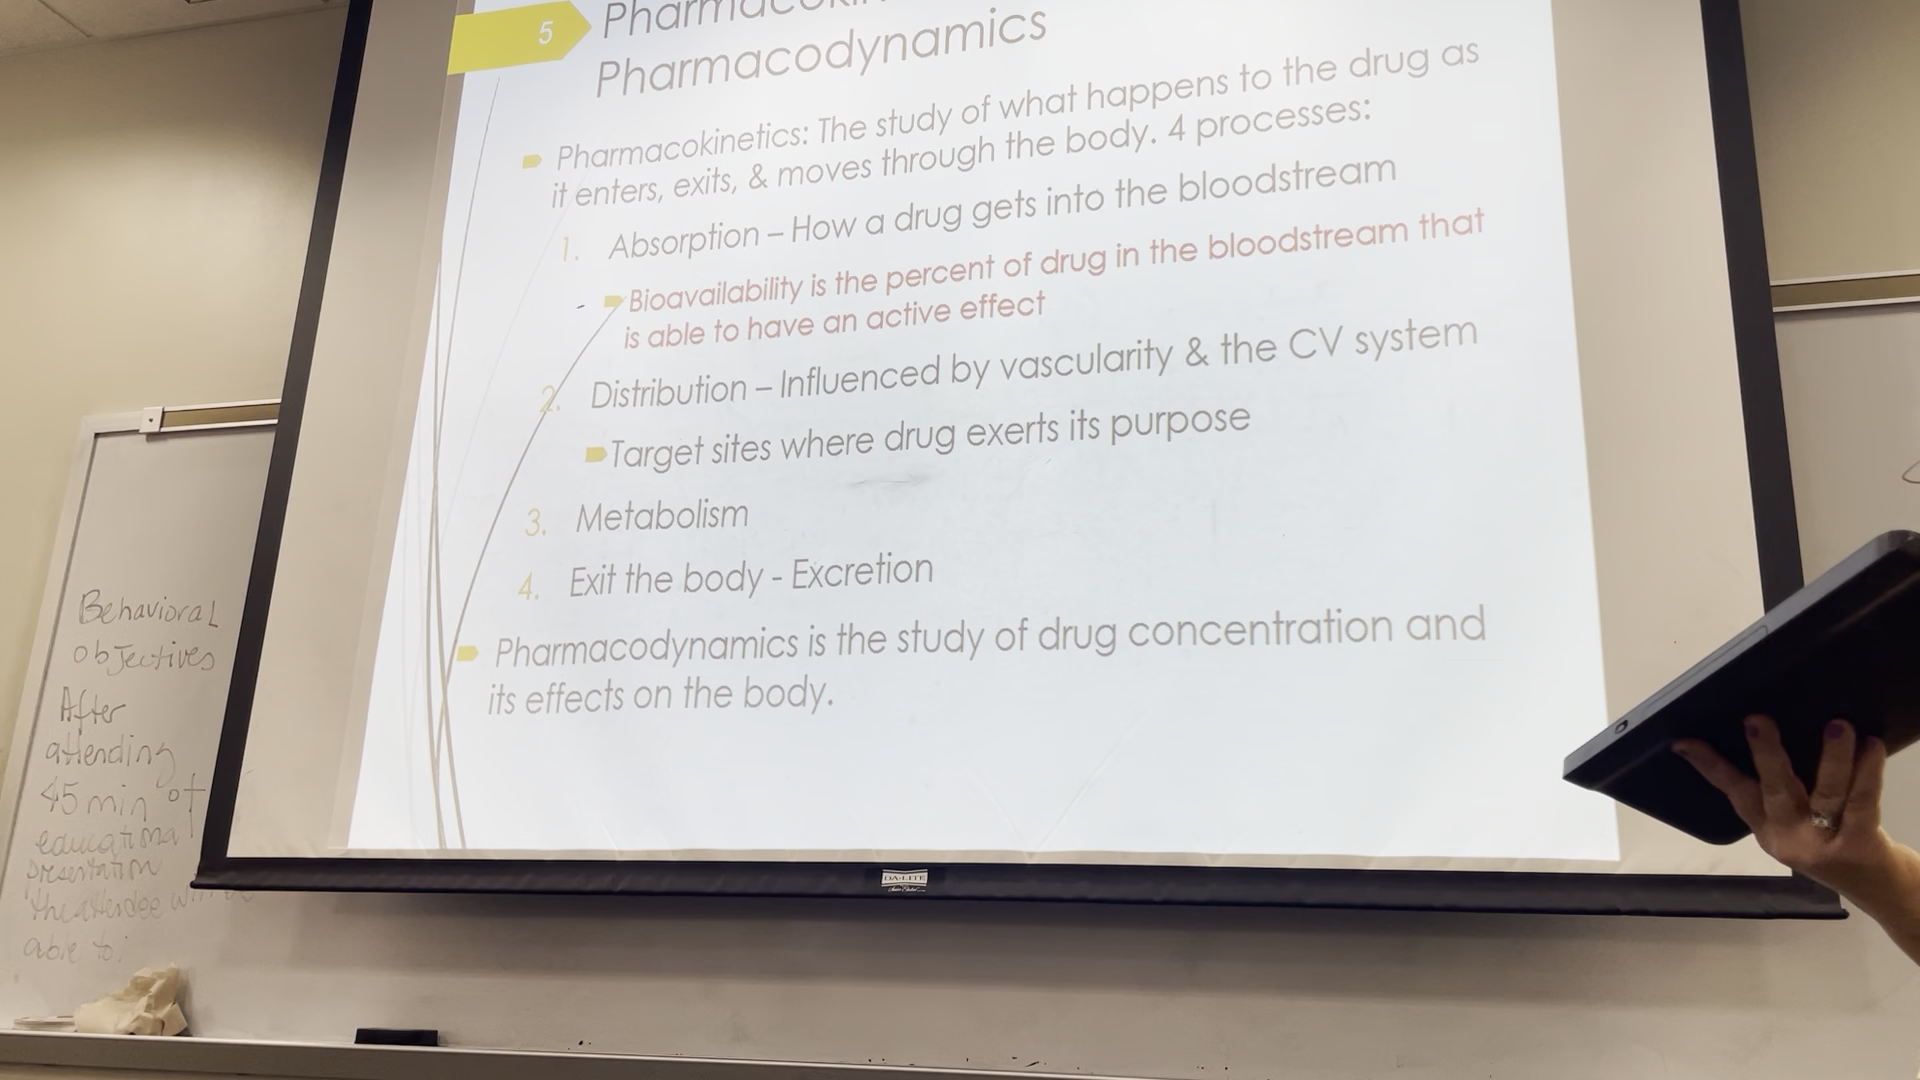 5
Pharmacodynamics
Pharmacokinetics: The study of what happens to the drug as
it enters, exits, & moves through the body. 4 processes:
1. Absorption – How a drug gets into the bloodstream
Bioavailability is the percent of drug in the bloodstream that
is able to have an active effect
2. Distribution – Influenced by vascularity & the CV system
Target sites where drug exerts its purpose
3. Metabolism
4. Exit the body - Excretion
Pharmacodynamics is the study of drug concentration and
its effects on the body.
Behavioral
objectives
After
attending
45 min of
educational
presentation
the attendee will be
able to:
DA-LITE